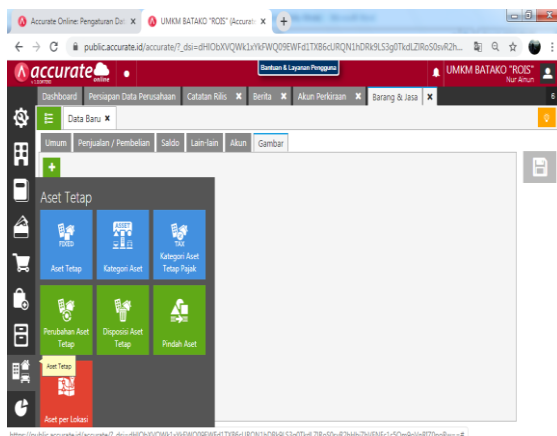 Accurate Online: Pengaturan Da
UMKM BATAKO "ROIS" (Accurat
public.accurate.id/accurate/?_dsi=
accurate online
Bantuan & Layanan Pengguna
UMKM BATAKO "ROIS"
Nur Ainun
Dashboard Persiapan Data Perusahaan Catatan Rilis Berita Akun Perkiraan Barang & Jasa
6
Data Baru
0
Umum Penjualan / Pembelian Saldo Lain-lain Akun Gambar
Aset Tetap
FIXED
ASSET
TAX
Aset Tetap
Kategori Aset
Kategori Aset
Tetap Pajak
Perubahan Aset
Tetap
Disposisi Aset
Tetap
Pindah Aset
Aset Tetap
Aset per Lokasi